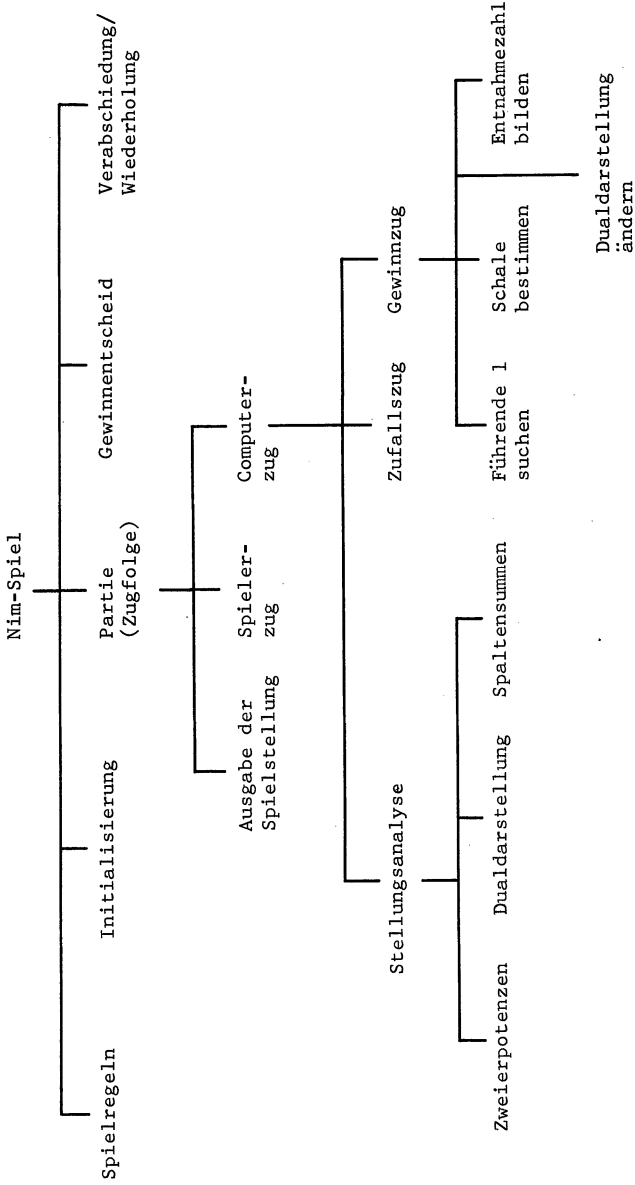 Nim-Spiel
Spielregeln
Initialisierung
Partie
(Zugfolge)
Gewinnentscheid
Verabschiedung/
Wiederholung
Ausgabe der
Spielstellung
Spieler-
zug
Computer-
zug
Stellungsanalyse
Zufallszug
Gewinnzug
Zweierpotenzen
Dualdarstellung
Spaltensummen
Führende 1
suchen
Schale
bestimmen
Entnahmezahl
bilden
Dualdarstellung
ändern